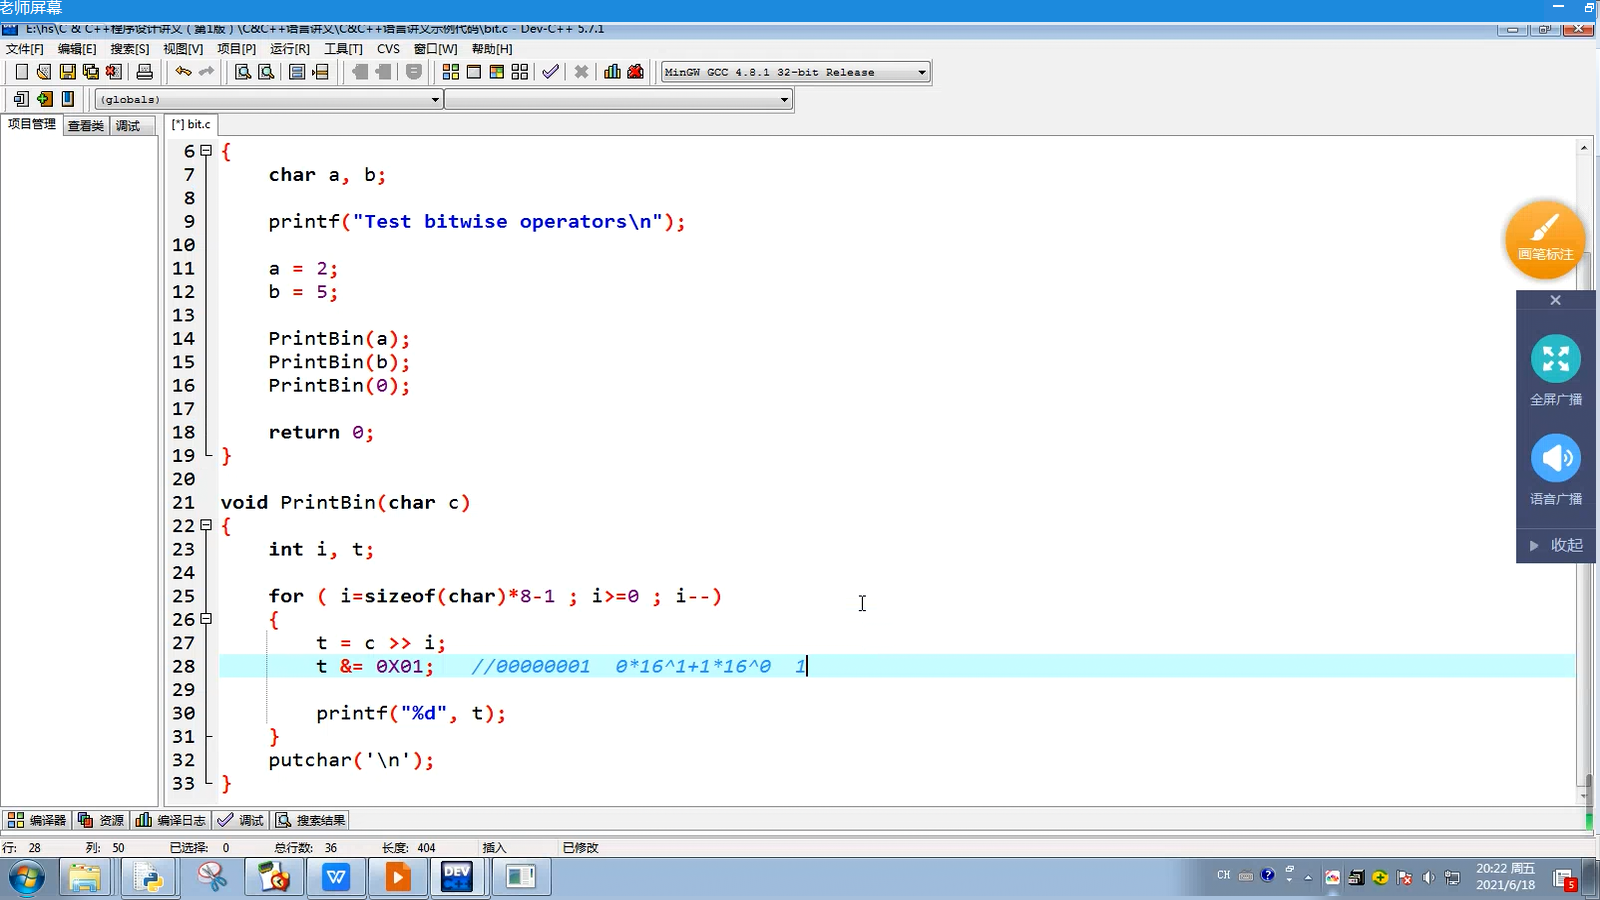 老师屏幕
E:\hs\C & C++程序设计讲义（第1版）\C&C++语言讲义\C&C++语言讲义示例代码\bit.c - Dev-C++ 5.7.1
文件[F] 编辑[E] 搜索[S] 视图[V] 项目[P] 运行[R] 工具[T] CVS 窗口[W] 帮助[H]
MinGW GCC 4.8.1 32-bit Release
(globals)
项目管理 查看类 调试 [*] bit.c
6 {
7 char a, b;
8
9 printf("Test bitwise operators\n");
10
11 a = 2;
12 b = 5;
13
14 PrintBin(a);
15 PrintBin(b);
16 PrintBin(0);
17
18 return 0;
19 }
20
21 void PrintBin(char c)
22 {
23 int i, t;
24
25 for ( i=sizeof(char)*8-1 ; i>=0 ; i--)
26 {
27 t = c >> i;
28 t &= 0X01; //00000001 0*16^1+1*16^0 1
29
30 printf("%d", t);
31 }
32 putchar('\n');
33 }
画笔标注
全屏广播
语音广播
收起
编译器 资源 编译日志 调试 搜索结果
行: 28 列: 50 已选择: 0 总行数: 36 长度: 404 插入 已修改
DEV
CH
20:22 周五
2021/6/18
5